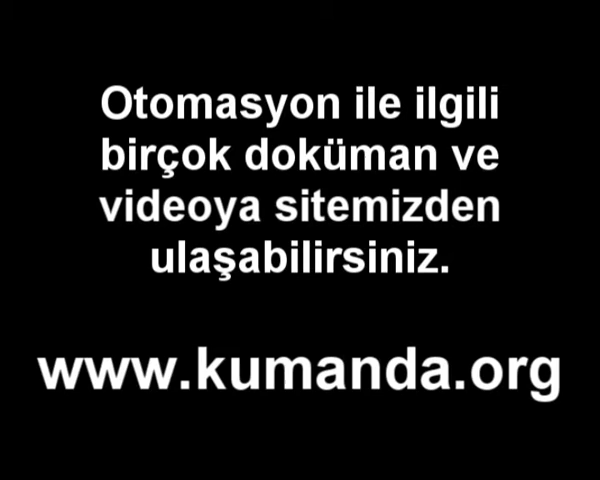 Otomasyon ile ilgili
birçok doküman ve
videoya sitemizden
ulaşabilirsiniz.
www.kumanda.org